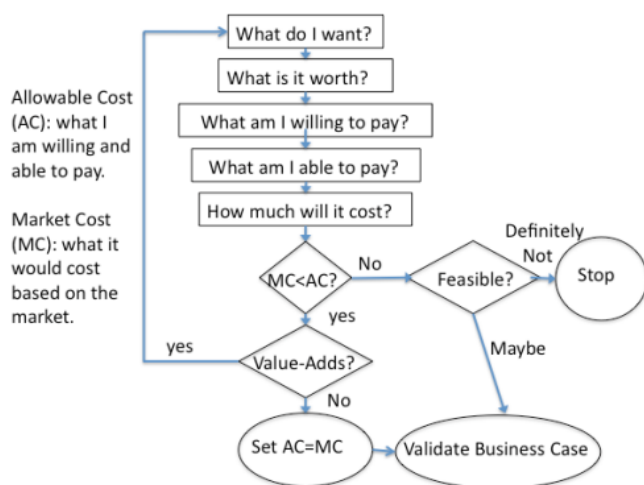 What do I want?
What is it worth?
Allowable Cost
(AC): what I
am willing and
able to pay.
What am I willing to pay?
What am I able to pay?
How much will it cost?
Market Cost
(MC): what it
would cost
based on the
market.
MC<AC?
No
Feasible?
Definitely
Not
Stop
yes
Maybe
yes
Value-Adds?
No
Set AC=MC
Validate Business Case